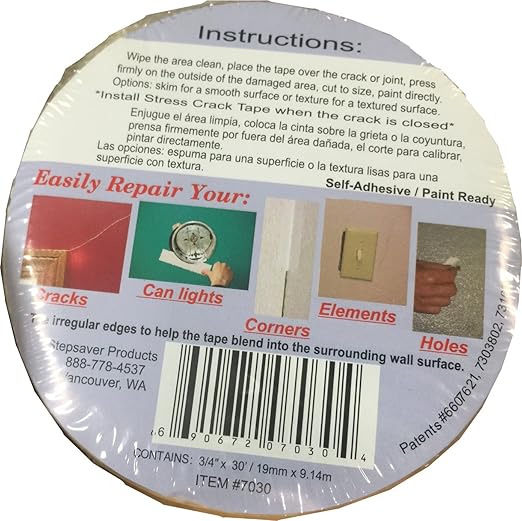 Instructions:
Wipe the area clean, place the tape over the crack or joint, press
firmly on the outside of the damaged area, cut to size, paint directly.
Options: skim for a smooth surface or texture for a textured surface.
*Install Stress Crack Tape when the crack is closed*
Enjugue el área limpia, coloca la cinta sobre la grieta o la coyuntura,
prensa firmemente por fuera del área dañada, el corte para calibrar,
pintar directamente.
Las opciones: espuma para una superficie o la textura lisas para una
superficie con textura.
Self-Adhesive / Paint Ready
Easily Repair Your:
Cracks
Can lights
Corners
Elements
Holes
The irregular edges to help the tape blend into the surrounding wall surface.
Stepsaver Products
888-778-4537
Vancouver, WA
6 90672 07030 4
CONTAINS: 3/4" x 30' / 19mm x 9.14m
ITEM #7030
Patents #6607621, 7303802,